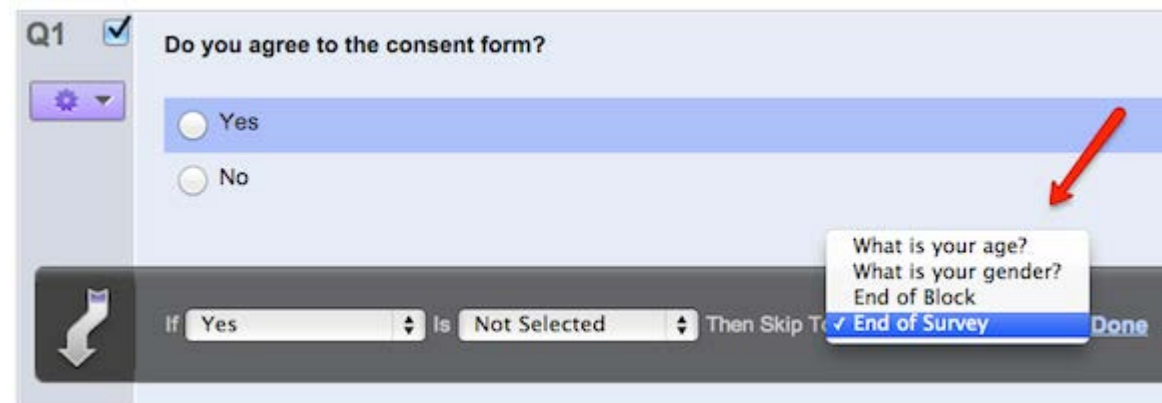 Q1
Do you agree to the consent form?
Yes
No
What is your age?
What is your gender?
End of Block
If Yes Is Not Selected Then Skip To ✓ End of Survey Done